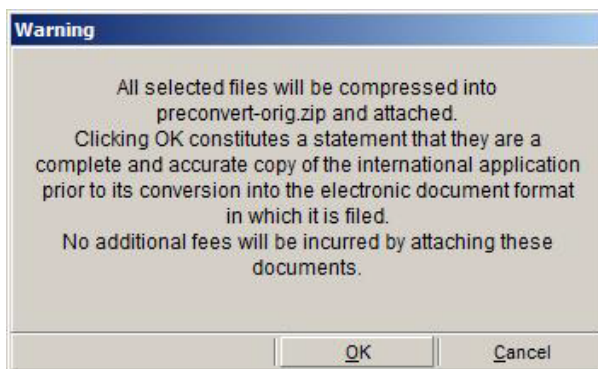 Warning
All selected files will be compressed into
preconvert-orig.zip and attached.
Clicking OK constitutes a statement that they are a
complete and accurate copy of the international application
prior to its conversion into the electronic document format
in which it is filed.
No additional fees will be incurred by attaching these
documents.
OK
Cancel